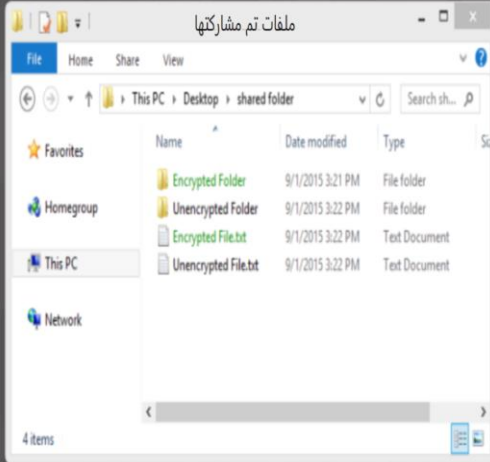 ملفات تم مشاركتها
File Home Share View
This PC Desktop shared folder Search sh...
Name Date modified Type
Favorites
Homegroup
This PC
Network
Encrypted Folder 9/1/2015 3:21 PM File folder
Unencrypted Folder 9/1/2015 3:22 PM File folder
Encrypted File.txt 9/1/2015 3:22 PM Text Document
Unencrypted File.txt 9/1/2015 3:22 PM Text Document
4 items